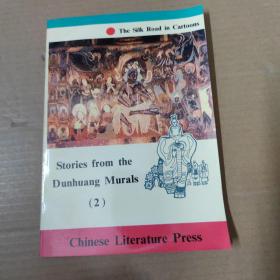 The Silk Road in Cartoons
Stories from the
Dunhuang Murals
(2)
Chinese Literature Press